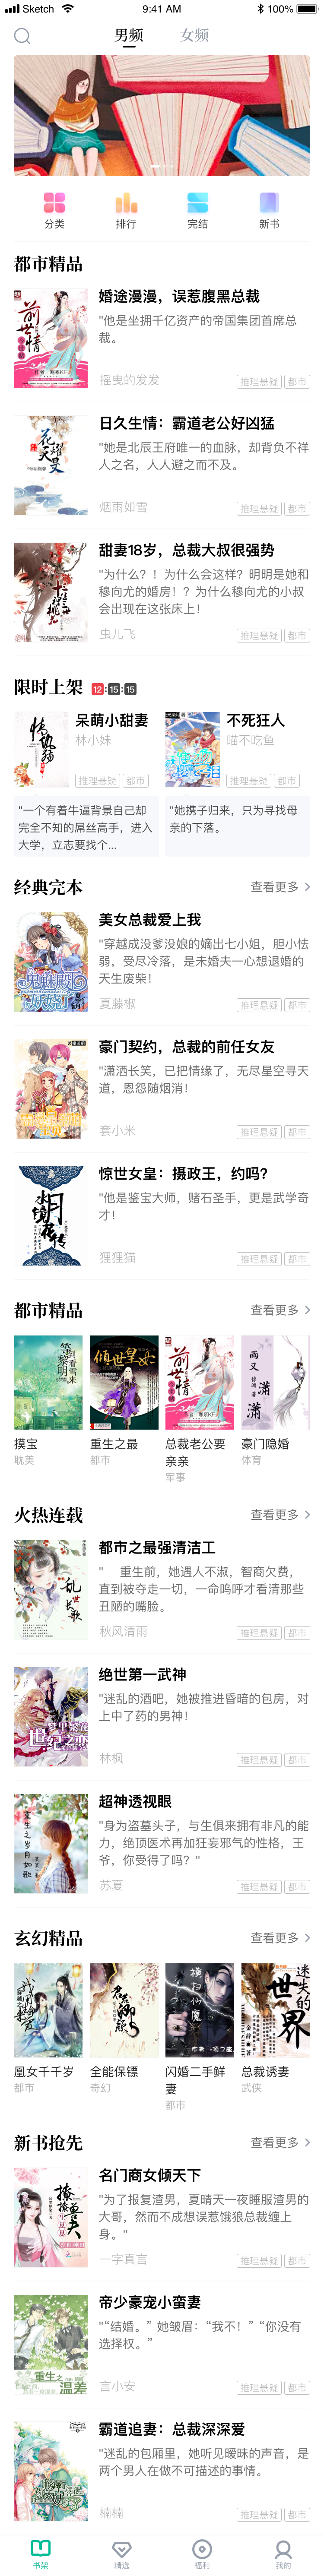 Sketch 9:41 AM 100%
男频 女频
分类 排行 完结 新书
都市精品
婚途漫漫，误惹腹黑总裁
"他是坐拥千亿资产的帝国集团首席总
裁。
摇曳的发发 推理悬疑 都市
日久生情：霸道老公好凶猛
"她是北辰王府唯一的血脉，却背负不祥
人之名，人人避之而不及。
烟雨如雪 推理悬疑 都市
甜妻18岁，总裁大叔很强势
"为什么？！为什么会这样？明明是她和
穆向尤的婚房！？为什么穆向尤的小叔
会出现在这张床上！
虫儿飞 推理悬疑 都市
限时上架 12:15:15
呆萌小甜妻
林小妹
推理悬疑 都市
"一个有着牛逼背景自己却
完全不知的屌丝高手，进入
大学，立志要找个...
不死狂人
喵不吃鱼
推理悬疑 都市
"她携子归来，只为寻找母
亲的下落。
经典完本 查看更多
美女总裁爱上我
"穿越成没爹没娘的嫡出七小姐，胆小怯
弱，受尽冷落，是未婚夫一心想退婚的
天生废柴！
夏藤椒 推理悬疑 都市
豪门契约，总裁的前任女友
"潇洒长笑，已把情缘了，无尽星空寻天
道，恩怨随烟消！
套小米 推理悬疑 都市
惊世女皇：摄政王，约吗？
"他是鉴宝大师，赌石圣手，更是武学奇
才！
狸狸猫 推理悬疑 都市
都市精品 查看更多
摸宝
耽美
重生之最
都市
总裁老公要
亲亲
军事
豪门隐婚
体育
火热连载 查看更多
都市之最强清洁工
" 重生前，她遇人不淑，智商欠费，
直到被夺走一切，一命呜呼才看清那些
丑陋的嘴脸。
秋风清雨 推理悬疑 都市
绝世第一武神
"迷乱的酒吧，她被推进昏暗的包房，对
上中了药的男神！
林枫 推理悬疑 都市
超神透视眼
"身为盗墓头子，与生俱来拥有非凡的能
力，绝顶医术再加狂妄邪气的性格，王
爷，你受得了吗？"
苏夏 推理悬疑 都市
玄幻精品 查看更多
凰女千千岁
都市
全能保镖
奇幻
闪婚二手鲜
妻
都市
总裁诱妻
武侠
新书抢先 查看更多
名门商女倾天下
"为了报复渣男，夏晴天一夜睡服渣男的
大哥，然而不成想误惹饿狼总裁缠上
身。"
一字真言 推理悬疑 都市
帝少豪宠小蛮妻
"“结婚。” 她皱眉：“我不！” “你没有
选择权。”
言小安 推理悬疑 都市
霸道追妻：总裁深深爱
"迷乱的包厢里，她听见暧昧的声音，是
两个男人在做不可描述的事情。
楠楠 推理悬疑 都市
书架 精选 福利 我的